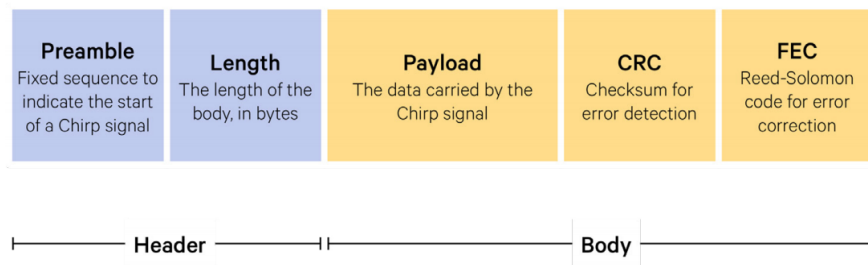 Preamble
Fixed sequence to
indicate the start
of a Chirp signal
Length
The length of the
body, in bytes
Payload
The data carried by the
Chirp signal
CRC
Checksum for
error detection
FEC
Reed-Solomon
code for error
correction
Header
Body